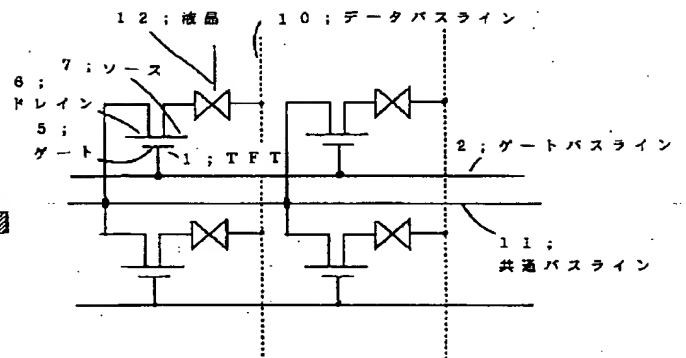 12;液晶 10;データバスライン
7;ソース
6;
ドレイン
5;
ゲート
1;TFT
2;ゲートバスライン
11;
共通バスライン